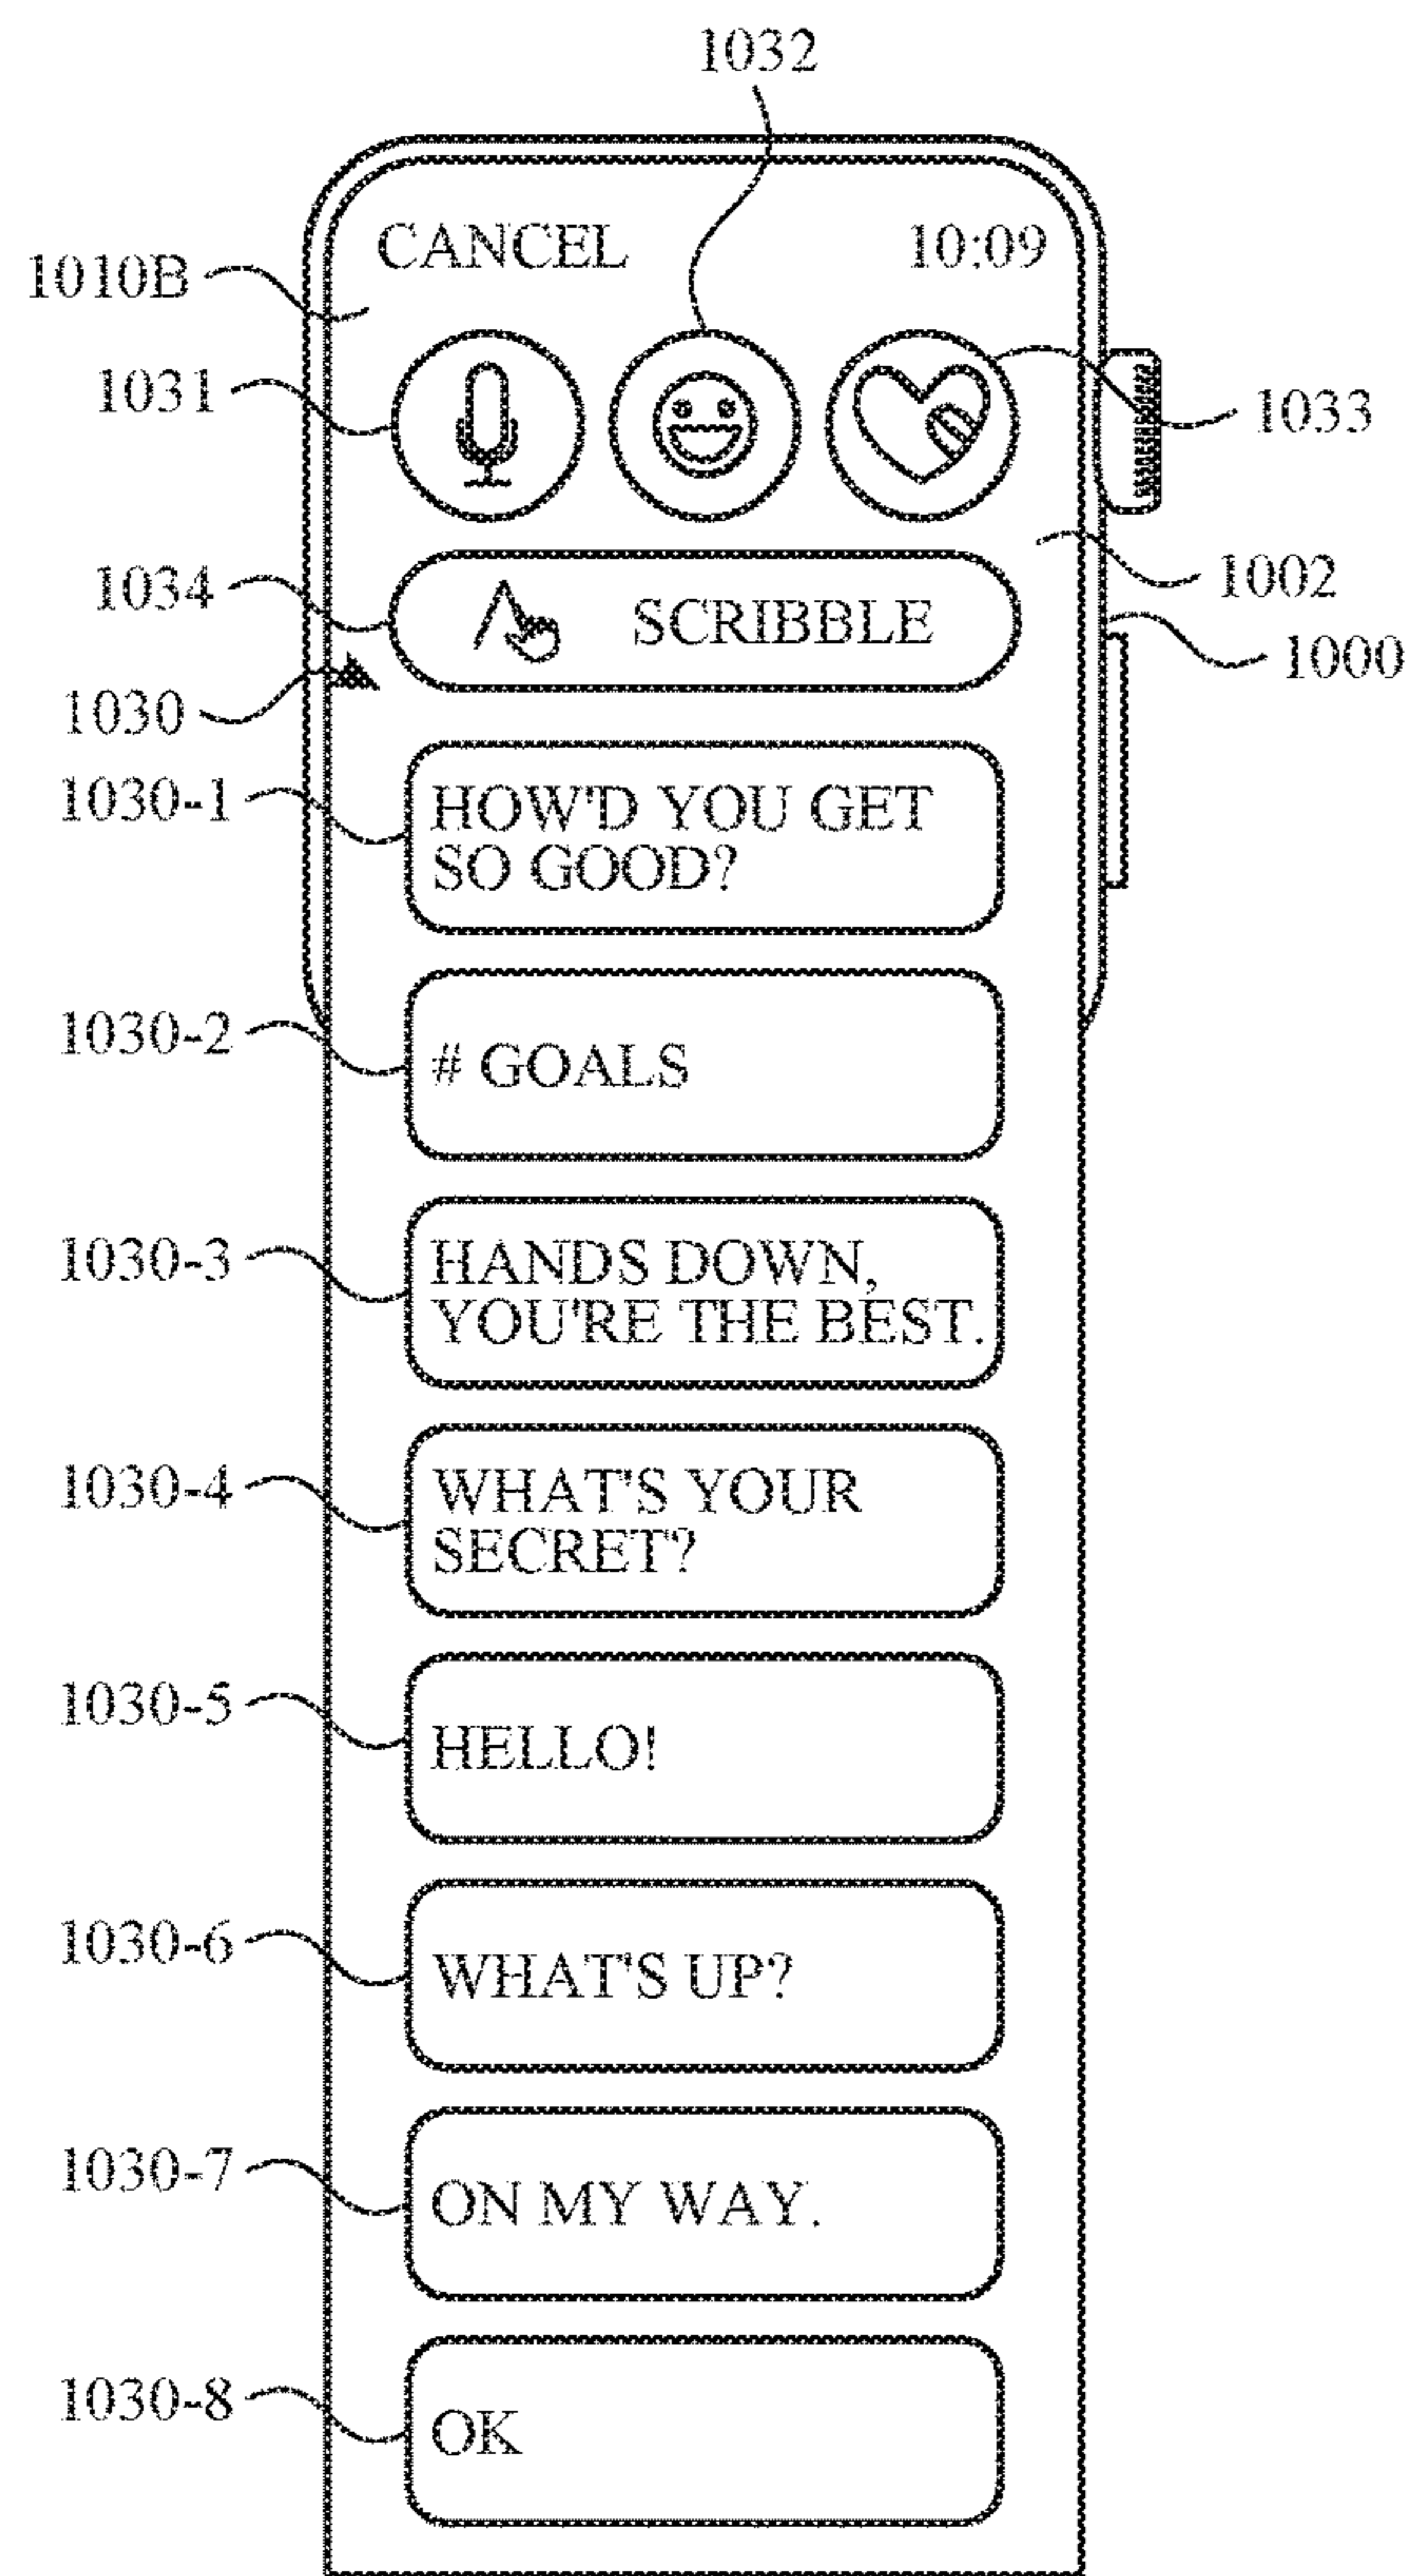 1032
CANCEL 10:09
1010B
1031
1033
1034
SCRIBBLE
1002
1000
1030
1030-1
HOW'D YOU GET
SO GOOD?
1030-2
# GOALS
1030-3
HANDS DOWN,
YOU'RE THE BEST.
1030-4
WHAT'S YOUR
SECRET?
1030-5
HELLO!
1030-6
WHAT'S UP?
1030-7
ON MY WAY.
1030-8
OK